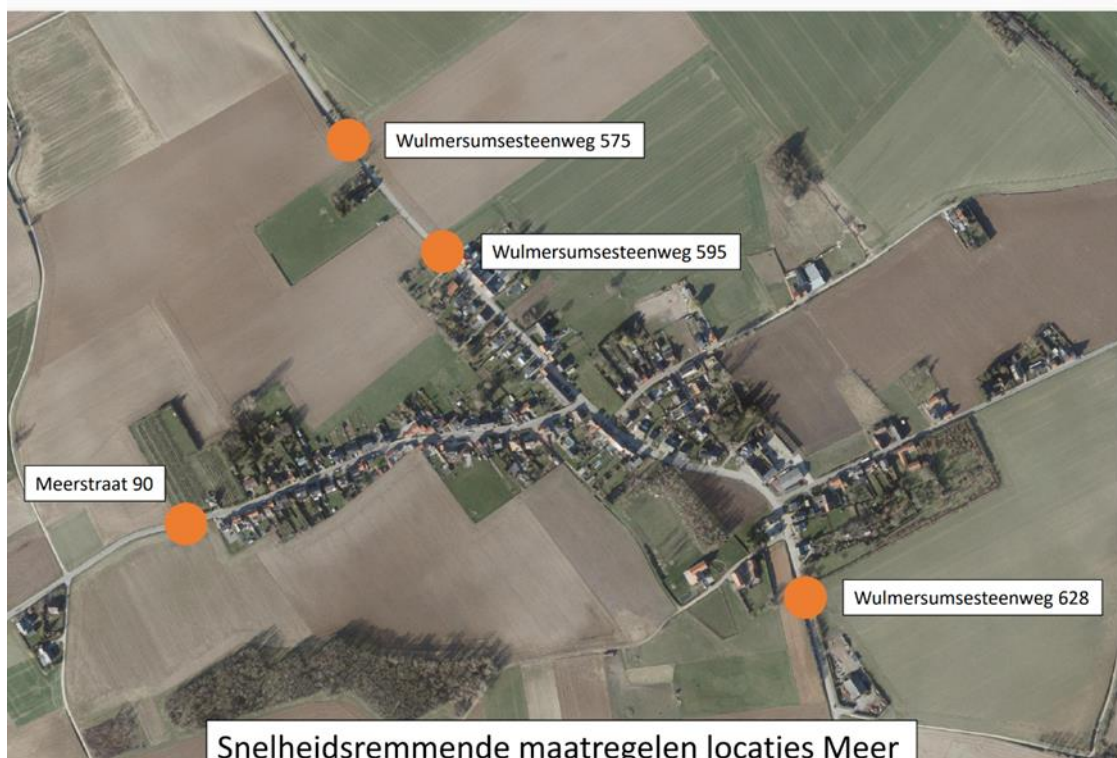 Wulmersumsesteenweg 575
Wulmersumsesteenweg 595
Meerstraat 90
Wulmersumsesteenweg 628
Snelheidsremmende maatregelen locaties Meer